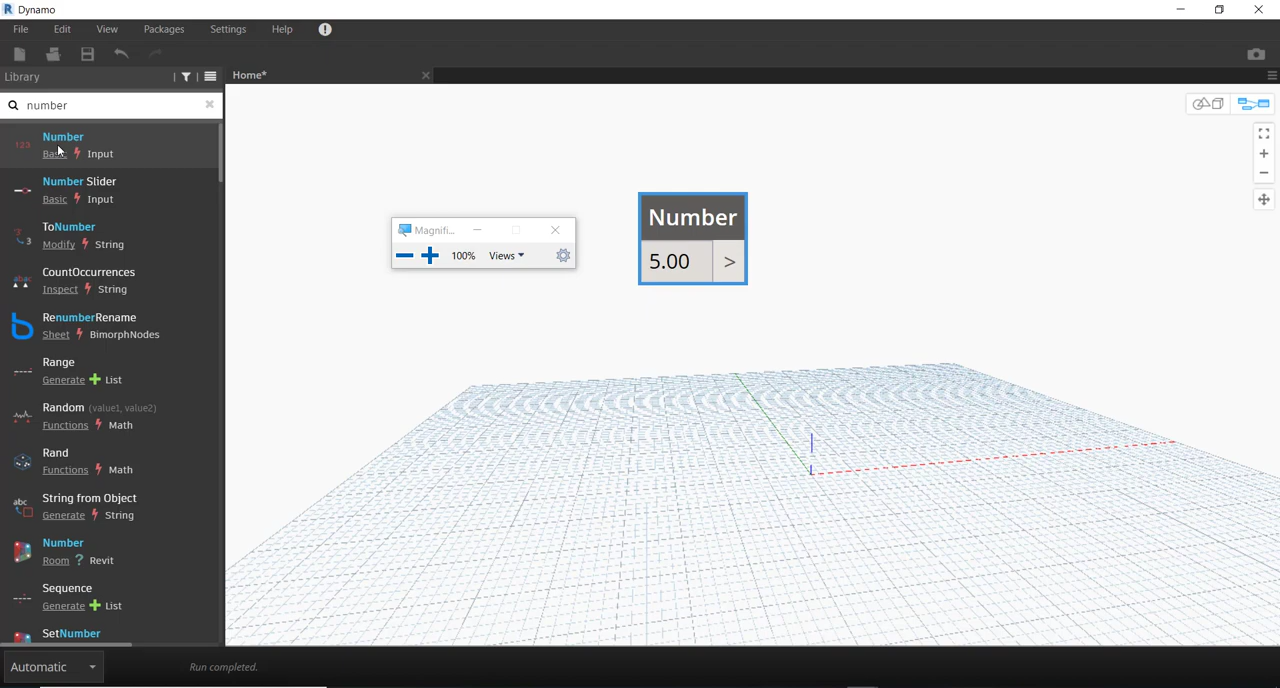 Dynamo
File Edit View Packages Settings Help
Library
Home*
number
Number
Basic Input
Number Slider
Basic Input
ToNumber
Modify String
CountOccurrences
Inspect String
RenumberRename
Sheet BimorphNodes
Range
Generate List
Random (value1, value2)
Functions Math
Rand
Functions Math
String from Object
Generate String
Number
Room ? Revit
Sequence
Generate List
SetNumber
Magnifi...
100% Views
Number
5.00 >
Automatic
Run completed.